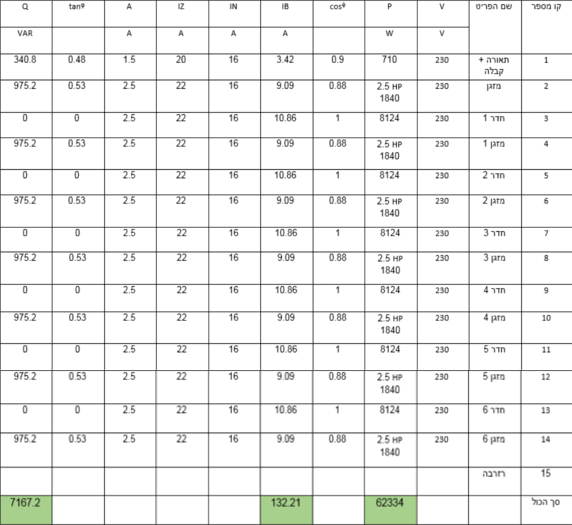 קו מספר שם הפריט V P cosº IB IN IZ A tanº Q
V W A A A A VAR
1 תאורה + קבלה 230 710 0.9 3.42 16 20 1.5 0.48 340.8
2 מזגן 230 2.5 HP 1840 0.88 9.09 16 22 2.5 0.53 975.2
3 חדר 1 230 8124 1 10.86 16 22 2.5 0 0
4 מזגן 1 230 2.5 HP 1840 0.88 9.09 16 22 2.5 0.53 975.2
5 חדר 2 230 8124 1 10.86 16 22 2.5 0 0
6 מזגן 2 230 2.5 HP 1840 0.88 9.09 16 22 2.5 0.53 975.2
7 חדר 3 230 8124 1 10.86 16 22 2.5 0 0
8 מזגן 3 230 2.5 HP 1840 0.88 9.09 16 22 2.5 0.53 975.2
9 חדר 4 230 8124 1 10.86 16 22 2.5 0 0
10 מזגן 4 230 2.5 HP 1840 0.88 9.09 16 22 2.5 0.53 975.2
11 חדר 5 230 8124 1 10.86 16 22 2.5 0 0
12 מזגן 5 230 2.5 HP 1840 0.88 9.09 16 22 2.5 0.53 975.2
13 חדר 6 230 8124 1 10.86 16 22 2.5 0 0
14 מזגן 6 230 2.5 HP 1840 0.88 9.09 16 22 2.5 0.53 975.2
15 רזרבה
סך הכול 62334 132.21 7167.2